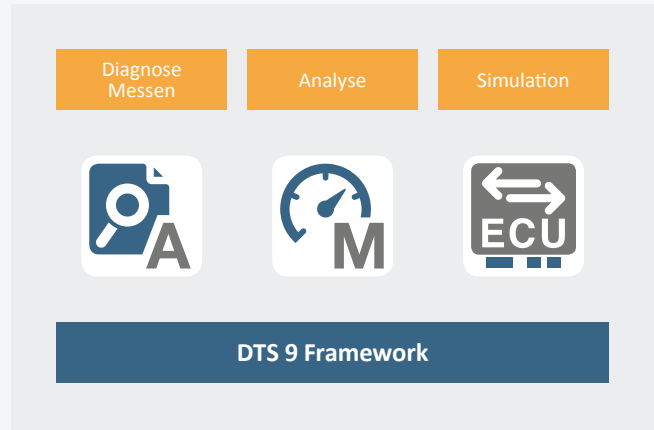 Diagnose
Messen
Analyse
Simulation
A
M
ECU
DTS 9 Framework